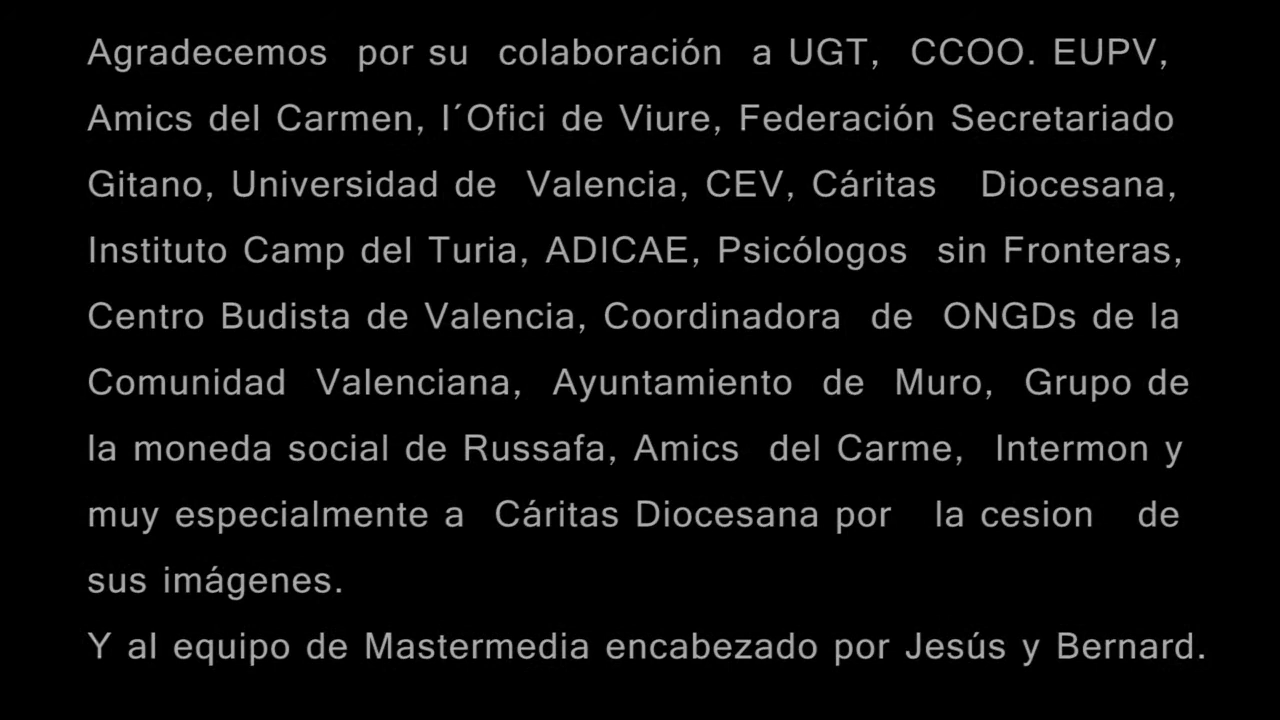 Agradecemos por su colaboración a UGT, CCOO. EUPV,
Amics del Carmen, l´Ofici de Viure, Federación Secretariado
Gitano, Universidad de Valencia, CEV, Cáritas Diocesana,
Instituto Camp del Turia, ADICAE, Psicólogos sin Fronteras,
Centro Budista de Valencia, Coordinadora de ONGDs de la
Comunidad Valenciana, Ayuntamiento de Muro, Grupo de
la moneda social de Russafa, Amics del Carme, Intermon y
muy especialmente a Cáritas Diocesana por la cesion de
sus imágenes.
Y al equipo de Mastermedia encabezado por Jesús y Bernard.